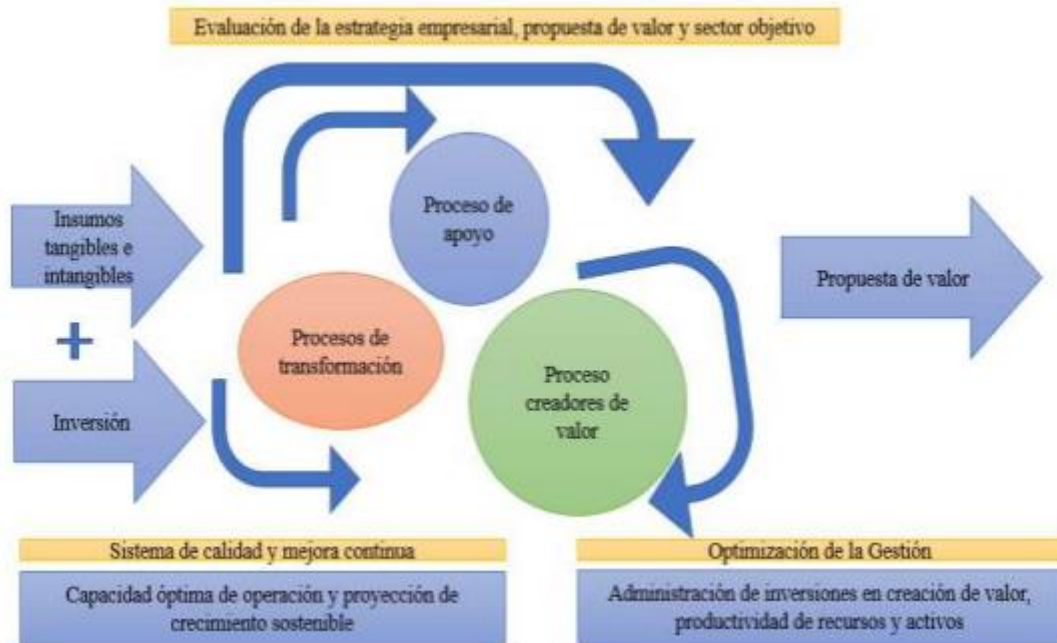 Evaluación de la estrategia empresarial, propuesta de valor y sector objetivo
Proceso de
apoyo
Insumos
tangibles e
intangibles
Propuesta de valor
+
Procesos de
transformación
Proceso
creadores de
valor
Inversión
Sistema de calidad y mejora continua
Capacidad óptima de operación y proyección de
crecimiento sostenible
Optimización de la Gestión
Administración de inversiones en creación de valor,
productividad de recursos y activos